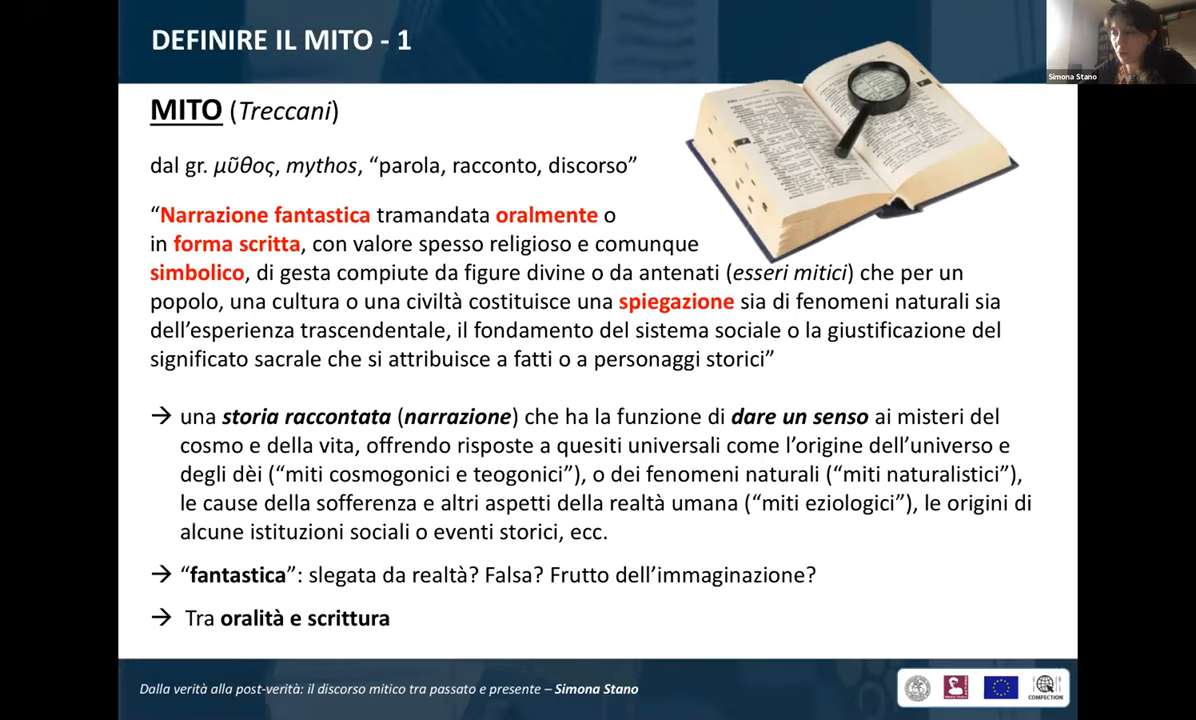 DEFINIRE IL MITO - 1
Simona Stano
MITO (Treccani)
dal gr. μῦθος, mythos, “parola, racconto, discorso”
“Narrazione fantastica tramandata oralmente o
in forma scritta, con valore spesso religioso e comunque
simbolico, di gesta compiute da figure divine o da antenati (esseri mitici) che per un
popolo, una cultura o una civiltà costituisce una spiegazione sia di fenomeni naturali sia
dell’esperienza trascendentale, il fondamento del sistema sociale o la giustificazione del
significato sacrale che si attribuisce a fatti o a personaggi storici”
→ una storia raccontata (narrazione) che ha la funzione di dare un senso ai misteri del
cosmo e della vita, offrendo risposte a quesiti universali come l’origine dell’universo e
degli dèi (“miti cosmogonici e teogonici”), o dei fenomeni naturali (“miti naturalistici”),
le cause della sofferenza e altri aspetti della realtà umana (“miti eziologici”), le origini di
alcune istituzioni sociali o eventi storici, ecc.
→ “fantastica”: slegata da realtà? Falsa? Frutto dell’immaginazione?
→ Tra oralità e scrittura
Dalla verità alla post-verità: il discorso mitico tra passato e presente – Simona Stano
COMFECTION